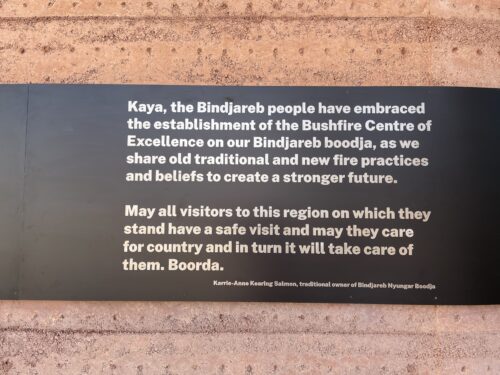 Kaya, the Bindjareb people have embraced
the establishment of the Bushfire Centre of
Excellence on our Bindjareb boodja, as we
share old traditional and new fire practices
and beliefs to create a stronger future.
May all visitors to this region on which they
stand have a safe visit and may they care
for country and in turn it will take care of
them. Boorda.
Karrie-Anne Kearing Salmon, traditional owner of Bindjareb Nyungar Boodja